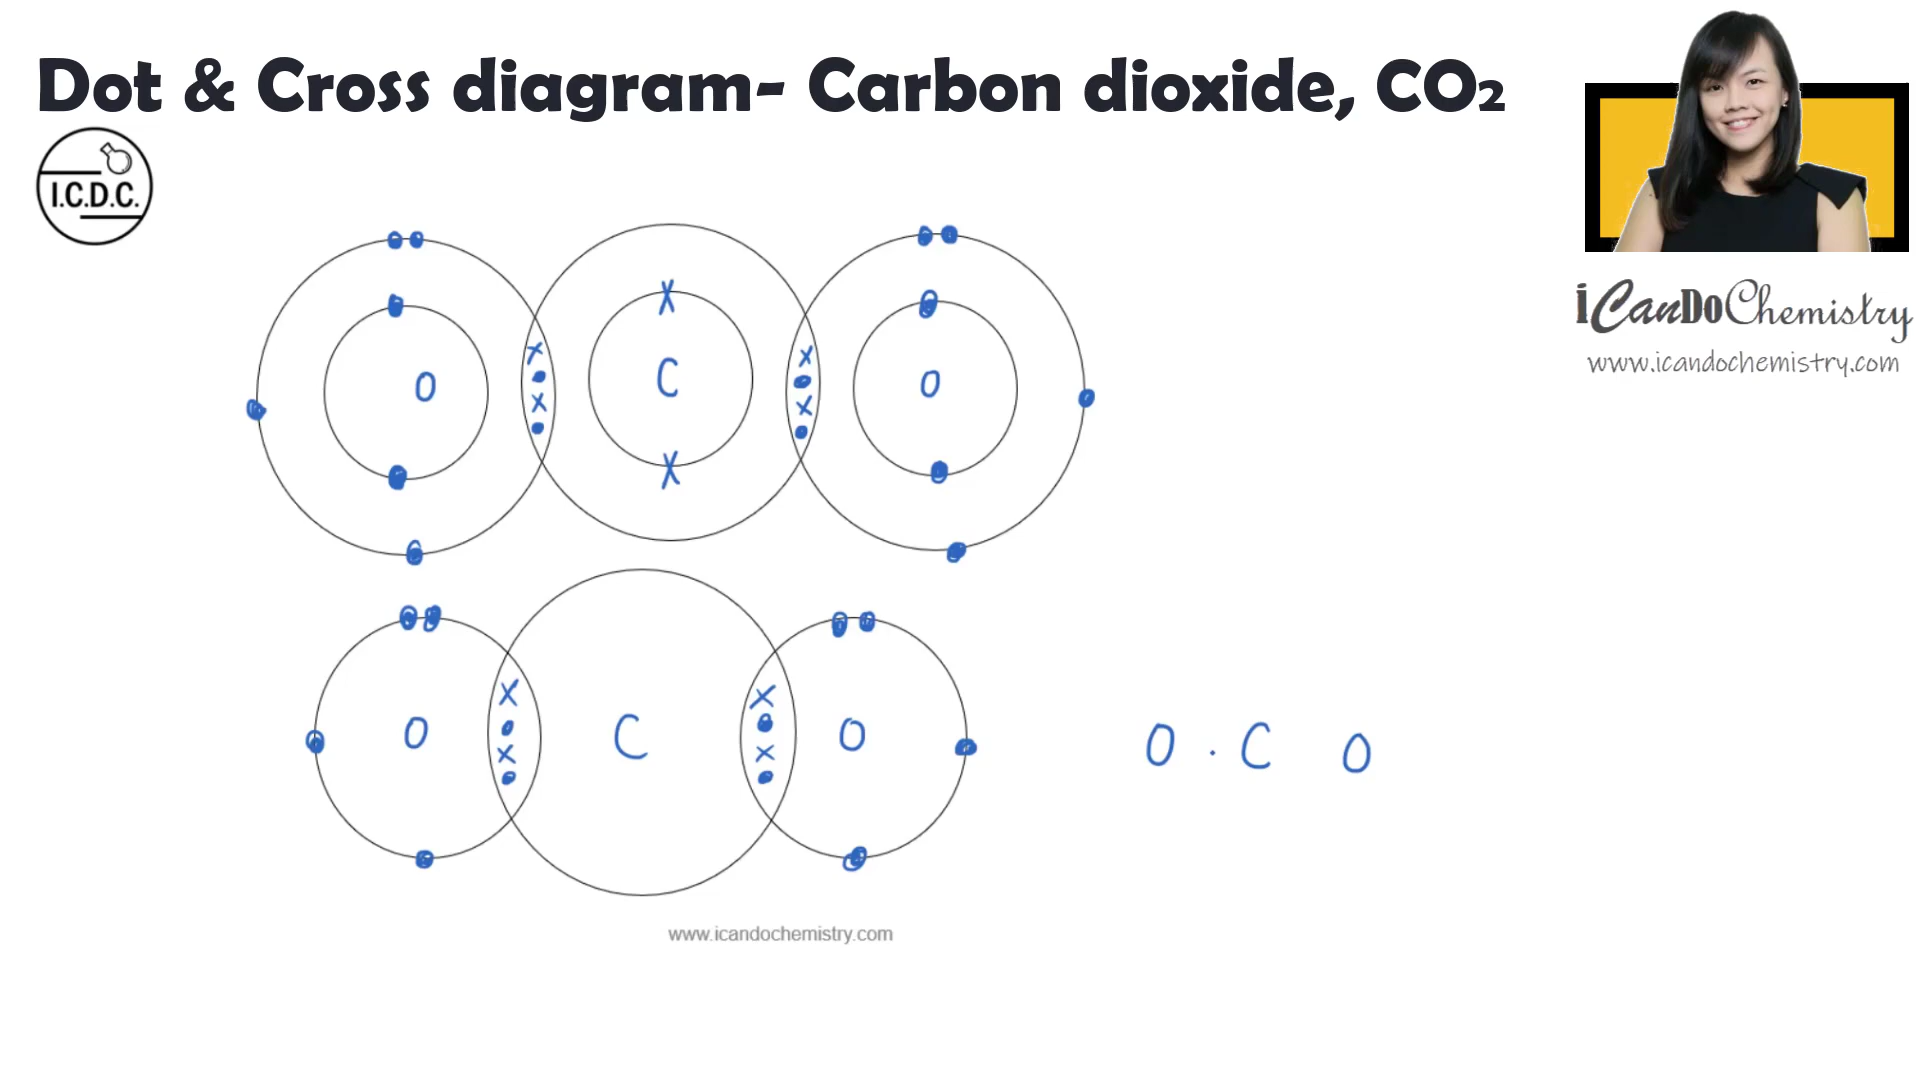 Dot & Cross diagram- Carbon dioxide, CO₂
I.C.D.C.
iCanDoChemistry
www.icandochemistry.com
O C O
O C O
O · C O
www.icandochemistry.com